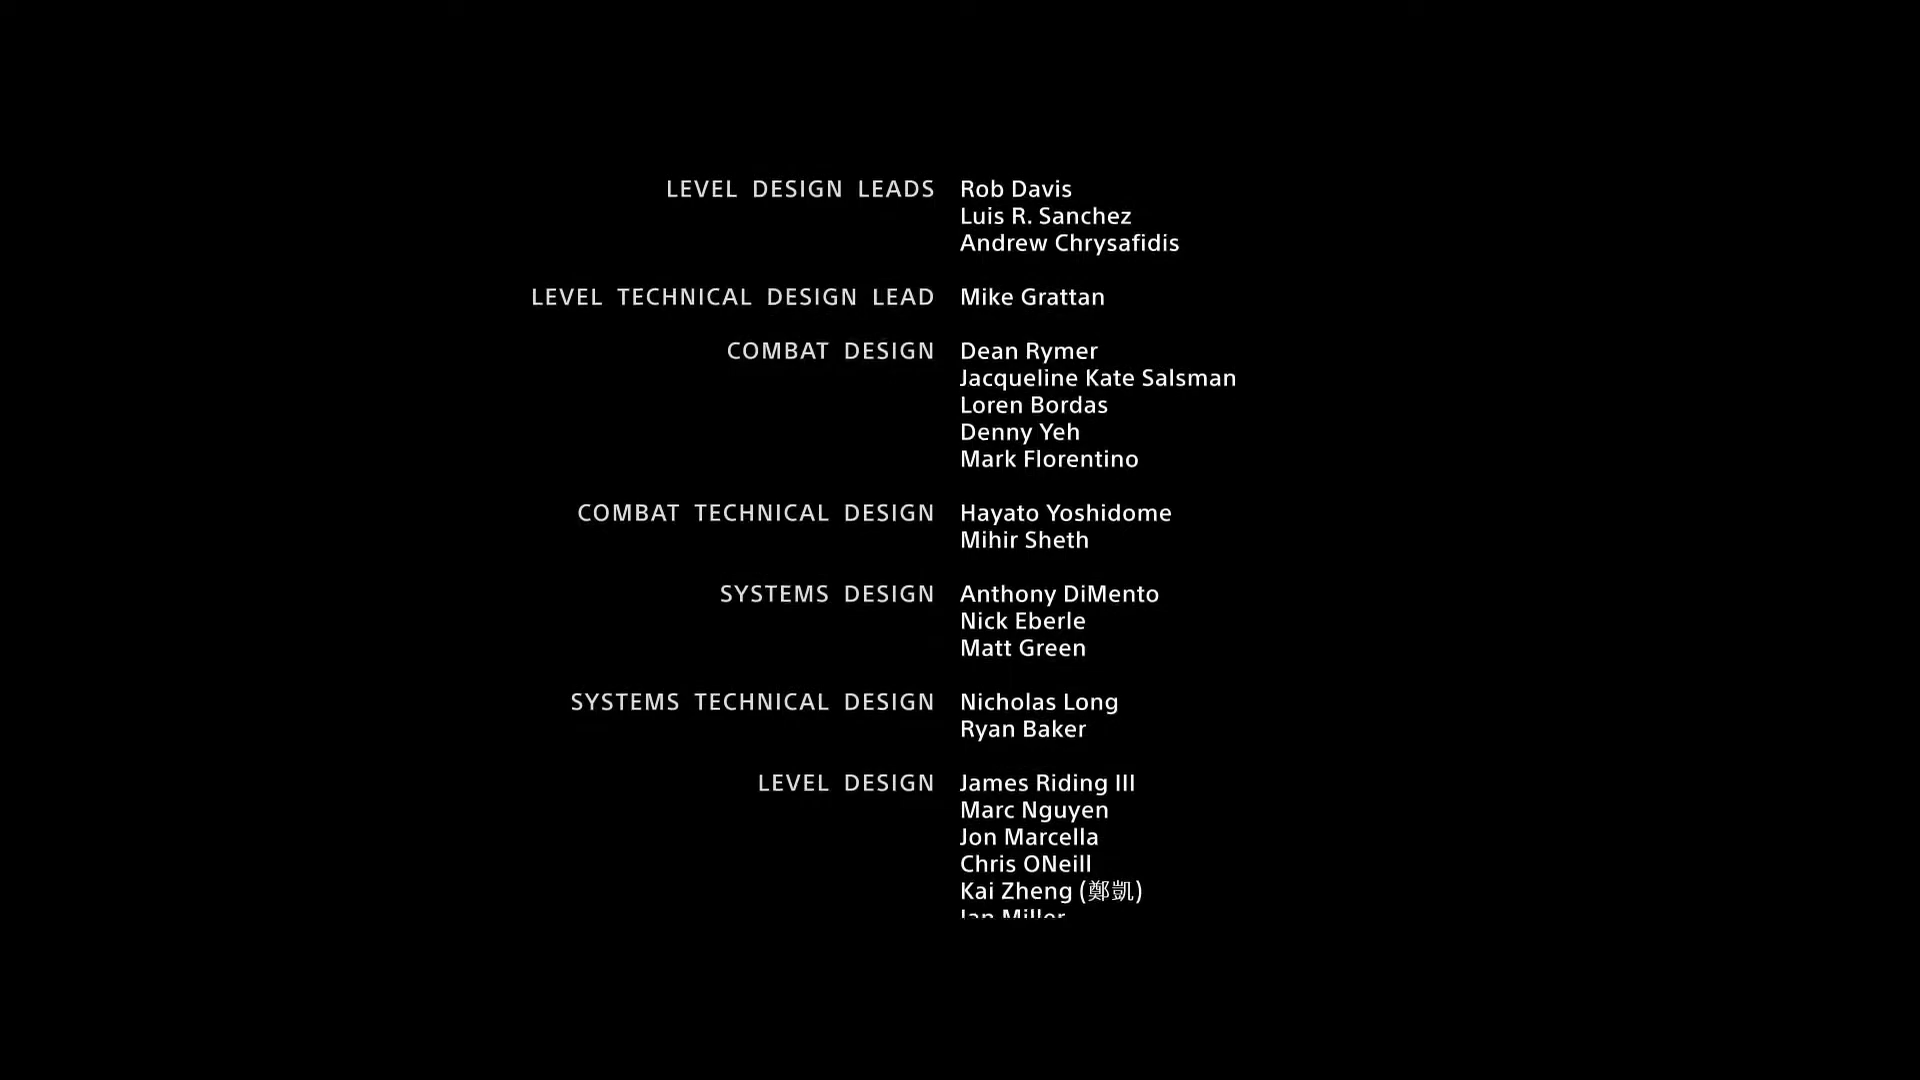 LEVEL DESIGN LEADS Rob Davis
Luis R. Sanchez
Andrew Chrysafidis
LEVEL TECHNICAL DESIGN LEAD Mike Grattan
COMBAT DESIGN Dean Rymer
Jacqueline Kate Salsman
Loren Bordas
Denny Yeh
Mark Florentino
COMBAT TECHNICAL DESIGN Hayato Yoshidome
Mihir Sheth
SYSTEMS DESIGN Anthony DiMento
Nick Eberle
Matt Green
SYSTEMS TECHNICAL DESIGN Nicholas Long
Ryan Baker
LEVEL DESIGN James Riding III
Marc Nguyen
Jon Marcella
Chris ONeill
Kai Zheng (鄭凱)
Miller